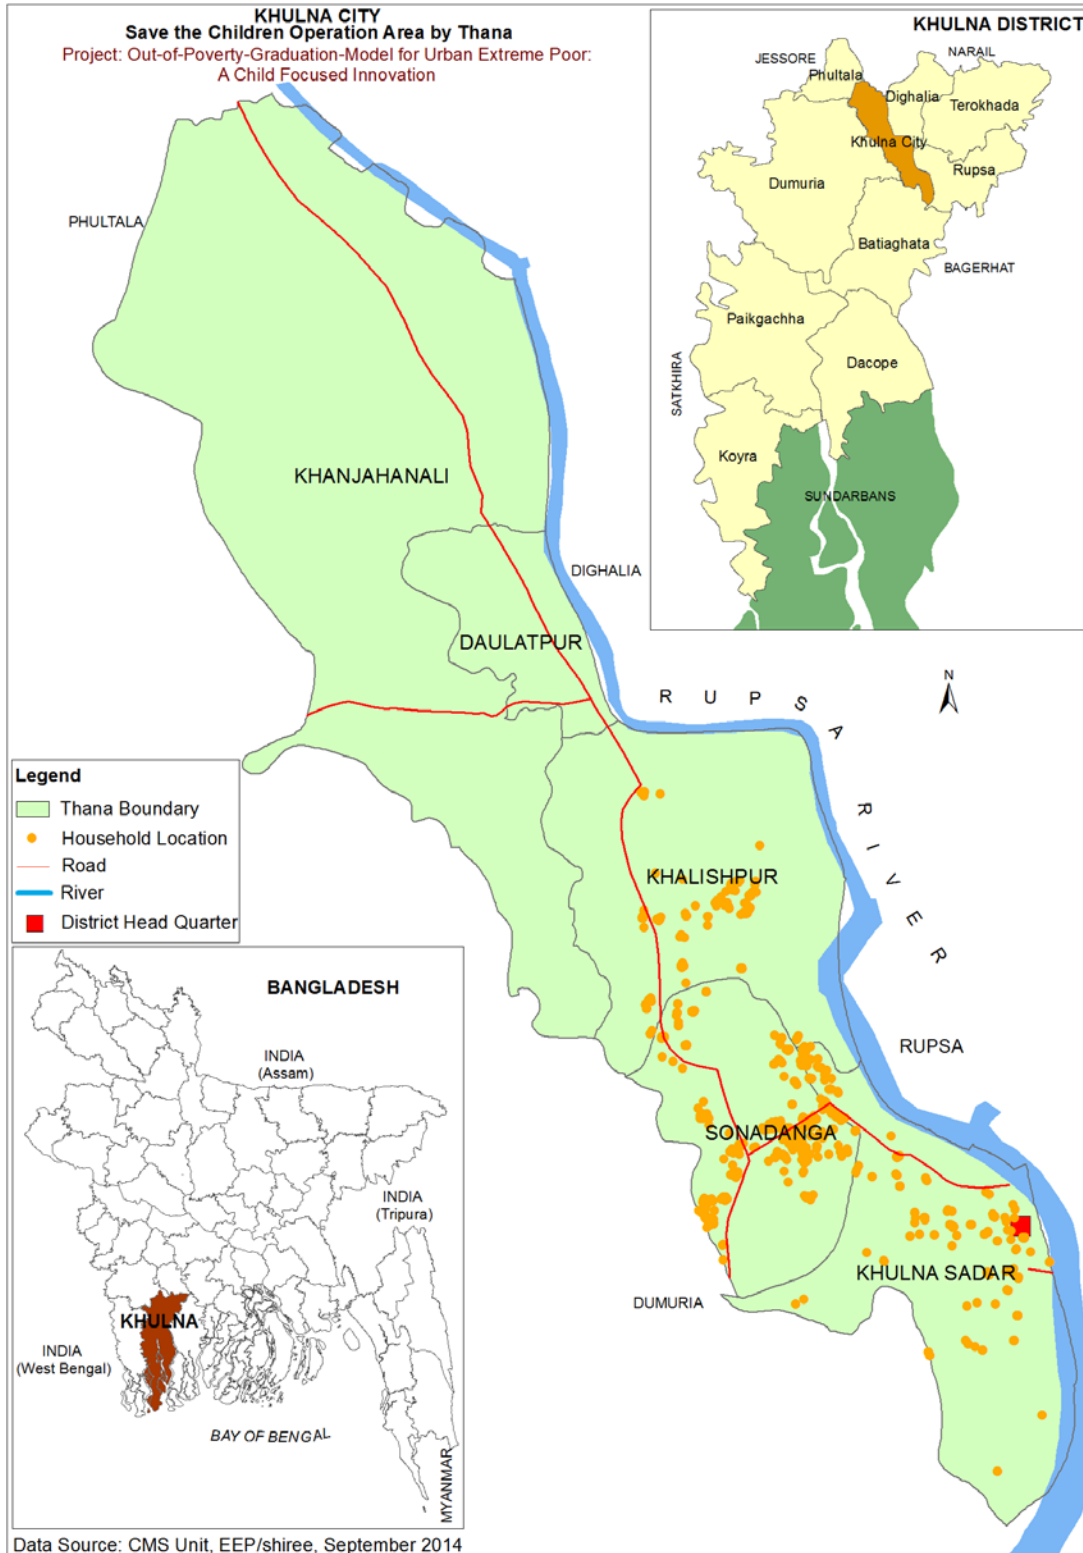 KHULNA CITY
Save the Children Operation Area by Thana
Project: Out-of-Poverty-Graduation-Model for Urban Extreme Poor:
A Child Focused Innovation
PHULTALA
KHANJAHANALI
DIGHALIA
DAULATPUR
RUPSA RIVER
N
KHALISHPUR
RUPSA
SONADANGA
KHULNA SADAR
DUMURIA
KHULNA DISTRICT
JESSORE
NARAIL
Phultala
Dighalia
Terokhada
Khulna City
Rupsa
Dumuria
Batiaghata
BAGERHAT
Paikgachha
Dacope
SATKHIRA
Koyra
SUNDARBANS
Legend
Thana Boundary
Household Location
Road
River
District Head Quarter
BANGLADESH
INDIA
(Assam)
INDIA
(Tripura)
KHULNA
INDIA
(West Bengal)
BAY OF BENGAL
MYANMAR
Data Source: CMS Unit, EEP/shiree, September 2014